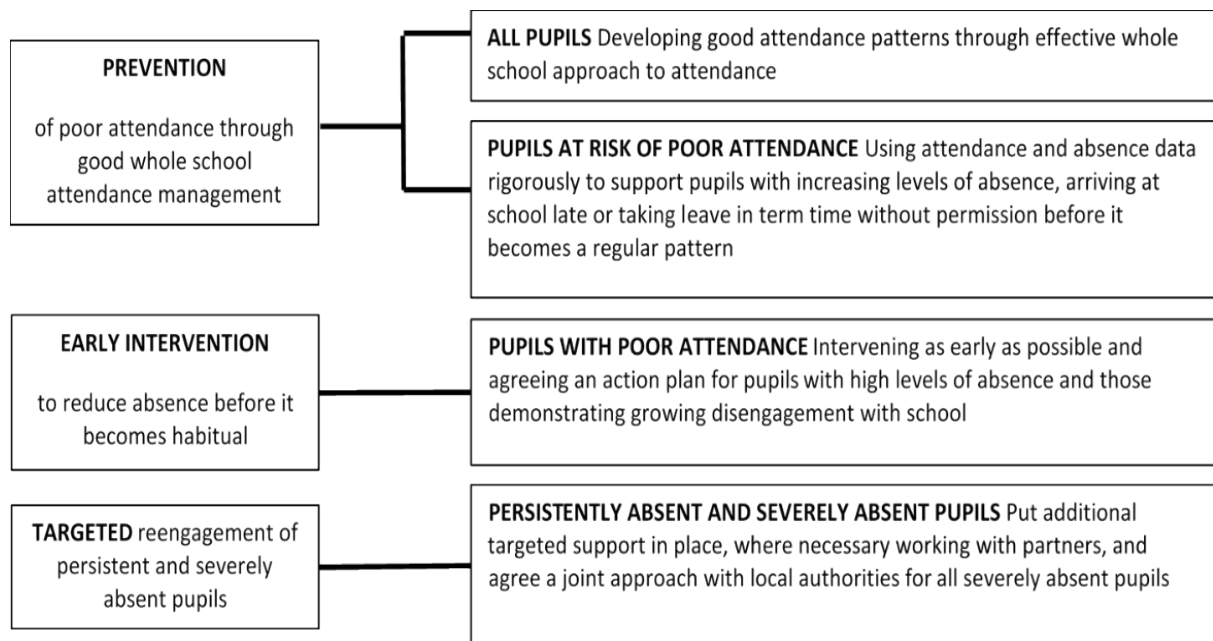 PREVENTION
of poor attendance through
good whole school
attendance management
ALL PUPILS Developing good attendance patterns through effective whole
school approach to attendance
PUPILS AT RISK OF POOR ATTENDANCE Using attendance and absence data
rigorously to support pupils with increasing levels of absence, arriving at
school late or taking leave in term time without permission before it
becomes a regular pattern
EARLY INTERVENTION
to reduce absence before it
becomes habitual
PUPILS WITH POOR ATTENDANCE Intervening as early as possible and
agreeing an action plan for pupils with high levels of absence and those
demonstrating growing disengagement with school
TARGETED reengagement of
persistent and severely
absent pupils
PERSISTENTLY ABSENT AND SEVERELY ABSENT PUPILS Put additional
targeted support in place, where necessary working with partners, and
agree a joint approach with local authorities for all severely absent pupils